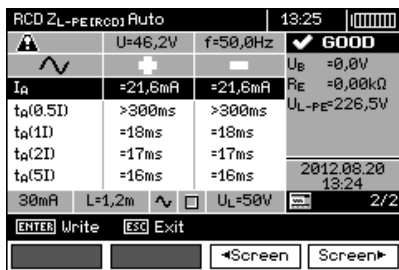 RCD ZL-PE[RCD] Auto 13:25
U=46,2V f=50,0Hz GOOD
UB =0,0V
IA =21,6mA =21,6mA RE =0,00kΩ
tA(0.5I) >300ms >300ms UL-PE=226,5V
tA(1I) =18ms =18ms
tA(2I) =17ms =17ms
tA(5I) =16ms =16ms
2012.08.20
13:24
30mA L=1,2m UL=50V 2/2
ENTER Write ESC Exit
◄Screen Screen►